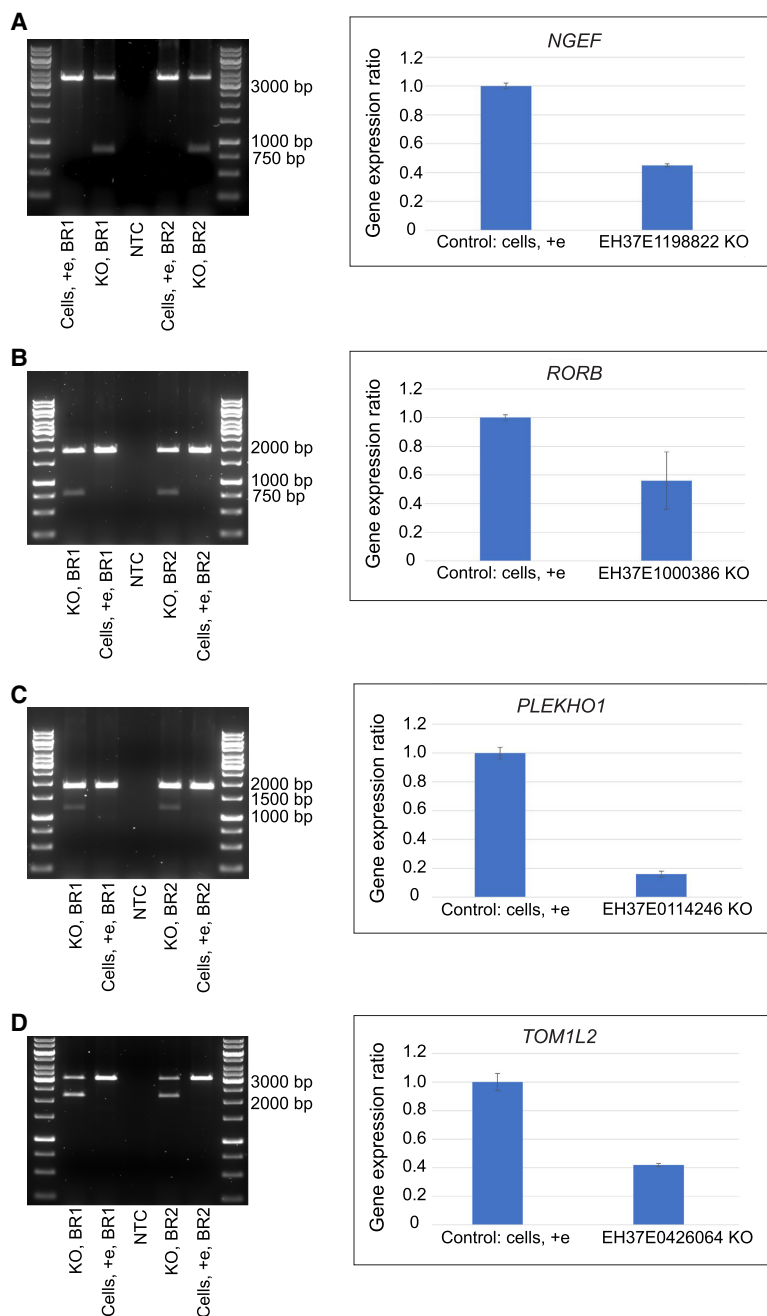 A
3000 bp
1000 bp
750 bp
Cells, +e, BR1
KO, BR1
NTC
Cells, +e, BR2
KO, BR2
NGEF
Gene expression ratio
1.2
1.0
0.8
0.6
0.4
0.2
0
Control: cells, +e
EH37E1198822 KO
B
2000 bp
1000 bp
750 bp
KO, BR1
Cells, +e, BR1
NTC
KO, BR2
Cells, +e, BR2
RORB
Gene expression ratio
1.2
1.0
0.8
0.6
0.4
0.2
0
Control: cells, +e
EH37E1000386 KO
C
2000 bp
1500 bp
1000 bp
KO, BR1
Cells, +e, BR1
NTC
KO, BR2
Cells, +e, BR2
PLEKHO1
Gene expression ratio
1.2
1.0
0.8
0.6
0.4
0.2
0
Control: cells, +e
EH37E0114246 KO
D
3000 bp
2000 bp
KO, BR1
Cells, +e, BR1
NTC
KO, BR2
Cells, +e, BR2
TOM1L2
Gene expression ratio
1.2
1.0
0.8
0.6
0.4
0.2
0
Control: cells, +e
EH37E0426064 KO